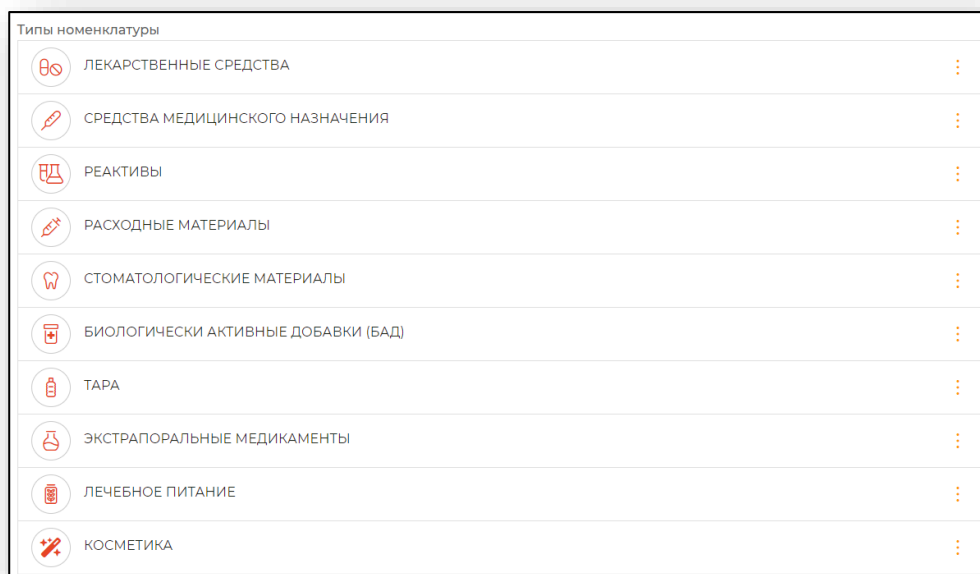 Типы номенклатуры
ЛЕКАРСТВЕННЫЕ СРЕДСТВА
СРЕДСТВА МЕДИЦИНСКОГО НАЗНАЧЕНИЯ
РЕАКТИВЫ
РАСХОДНЫЕ МАТЕРИАЛЫ
СТОМАТОЛОГИЧЕСКИЕ МАТЕРИАЛЫ
БИОЛОГИЧЕСКИ АКТИВНЫЕ ДОБАВКИ (БАД)
ТАРА
ЭКСТРАПОРАЛЬНЫЕ МЕДИКАМЕНТЫ
ЛЕЧЕБНОЕ ПИТАНИЕ
КОСМЕТИКА